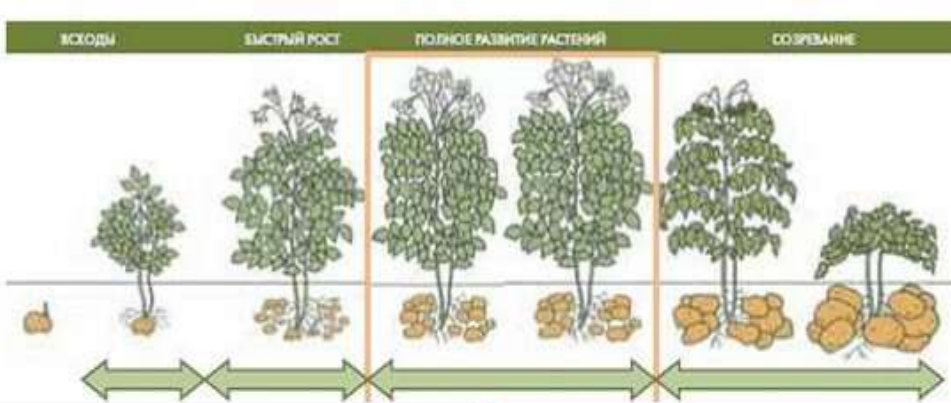 ВСХОДЫ
БЫСТРЫЙ РОСТ
ПОЛНОЕ РАЗВИТИЕ РАСТЕНИЙ
СОЗРЕВАНИЕ